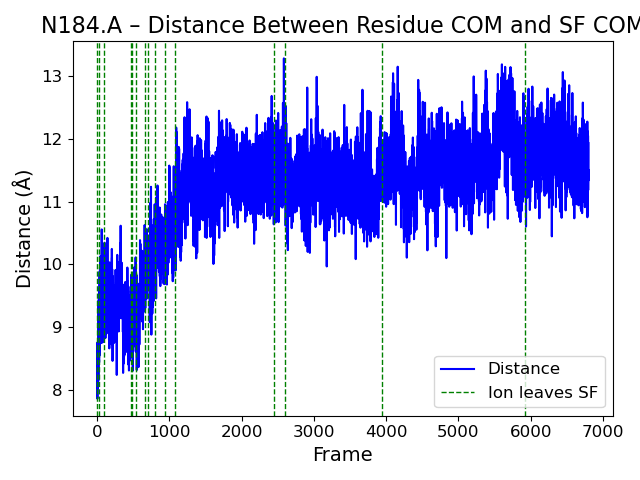 N184.A – Distance Between Residue COM and SF COM
13
12
11
10
9
8
Distance (Å)
Distance
Ion leaves SF
0 1000 2000 3000 4000 5000 6000 7000
Frame